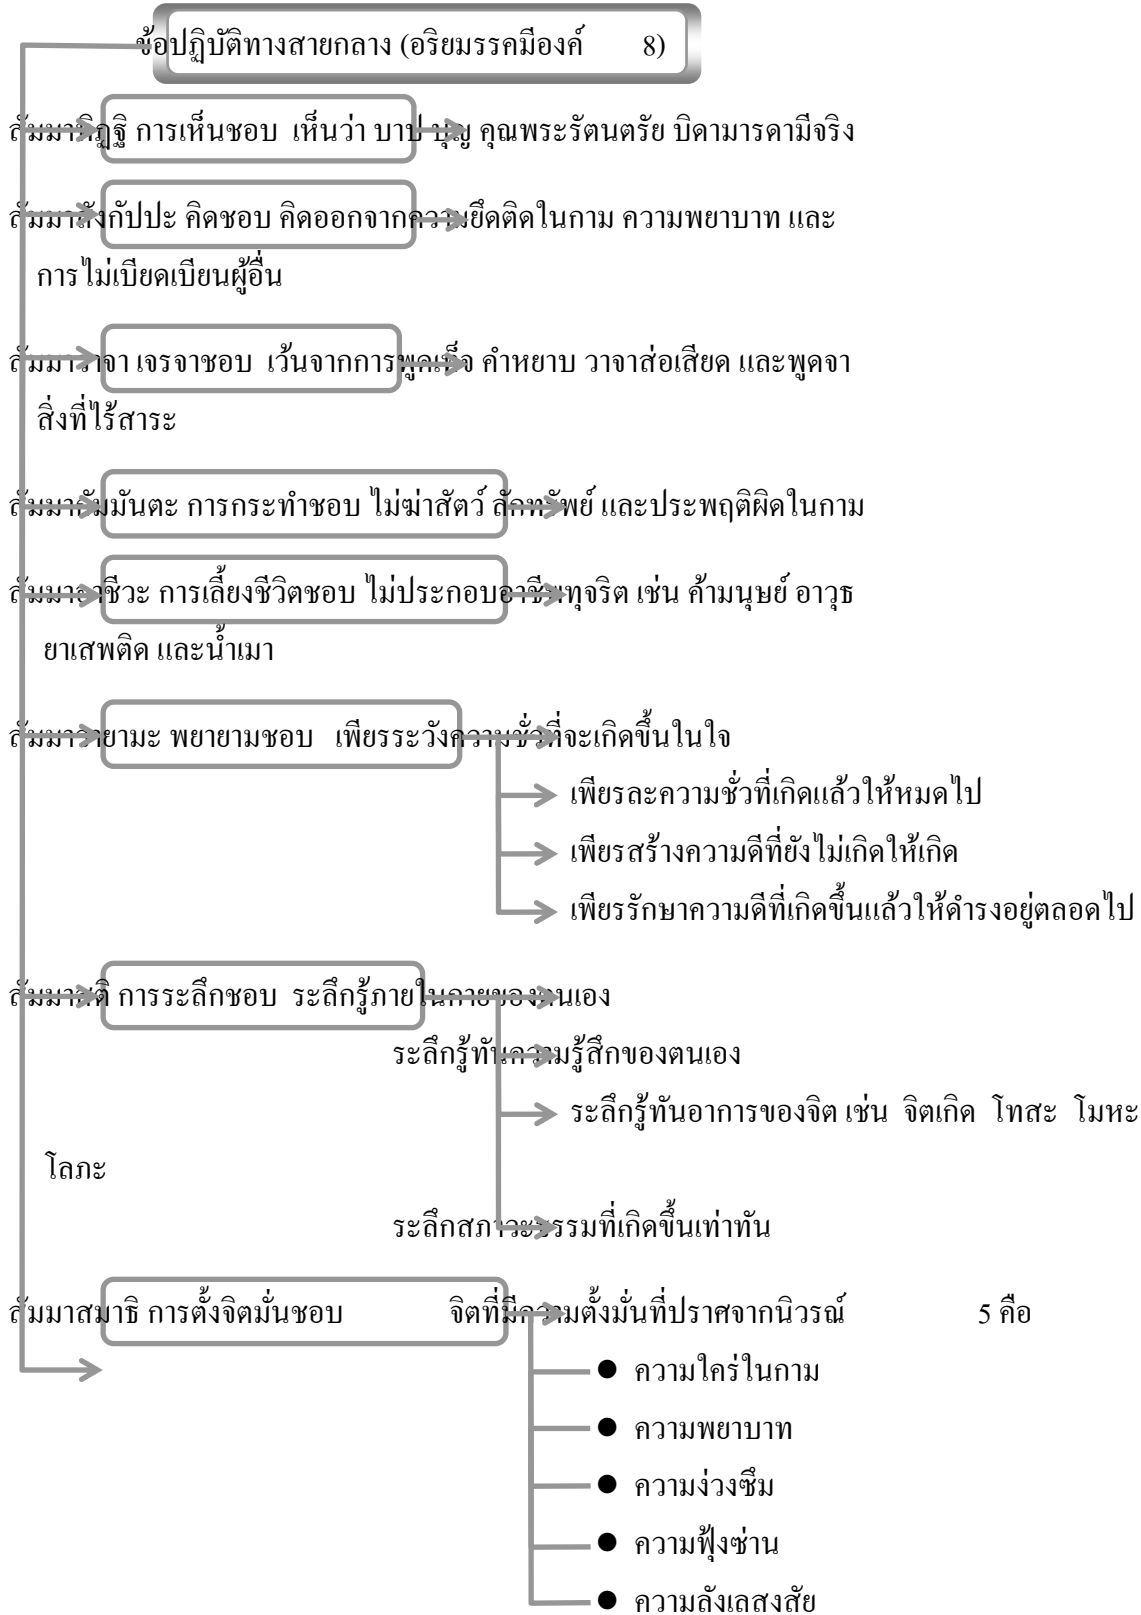 ข้อปฏิบัติทางสายกลาง (อริยมรรคมีองค์ 8)
สัมมาทิฏฐิ การเห็นชอบ เห็นว่า บาป บุญ คุณพระรัตนตรัย บิดามารดามีจริง
สัมมาสังกัปปะ คิดชอบ คิดออกจากความยึดติดในกาม ความพยาบาท และ
การไม่เบียดเบียนผู้อื่น
สัมมาวาจา เจรจาชอบ เว้นจากการพูดเท็จ คำหยาบ วาจาส่อเสียด และพูดจา
สิ่งที่ไร้สาระ
สัมมากัมมันตะ การกระทำชอบ ไม่ฆ่าสัตว์ ลักทรัพย์ และประพฤติผิดในกาม
สัมมาอาชีวะ การเลี้ยงชีวิตชอบ ไม่ประกอบอาชีพทุจริต เช่น ค้ามนุษย์ อาวุธ
ยาเสพติด และน้ำเมา
สัมมาวายามะ พยายามชอบ เพียรระวังความชั่วที่จะเกิดขึ้นในใจ
เพียรละความชั่วที่เกิดแล้วให้หมดไป
เพียรสร้างความดีที่ยังไม่เกิดให้เกิด
เพียรรักษาความดีที่เกิดขึ้นแล้วให้ดำรงอยู่ตลอดไป
สัมมาสติ การระลึกชอบ ระลึกรู้ภายในกายของตนเอง
ระลึกรู้ทันความรู้สึกของตนเอง
ระลึกรู้ทันอาการของจิต เช่น จิตเกิด โทสะ โมหะ
โลภะ
ระลึกสภาวะธรรมที่เกิดขึ้นเท่าทัน
สัมมาสมาธิ การตั้งจิตมั่นชอบ จิตที่มีความตั้งมั่นที่ปราศจากนิวรณ์ 5 คือ
● ความใคร่ในกาม
● ความพยาบาท
● ความง่วงซึม
● ความฟุ้งซ่าน
● ความลังเลสงสัย